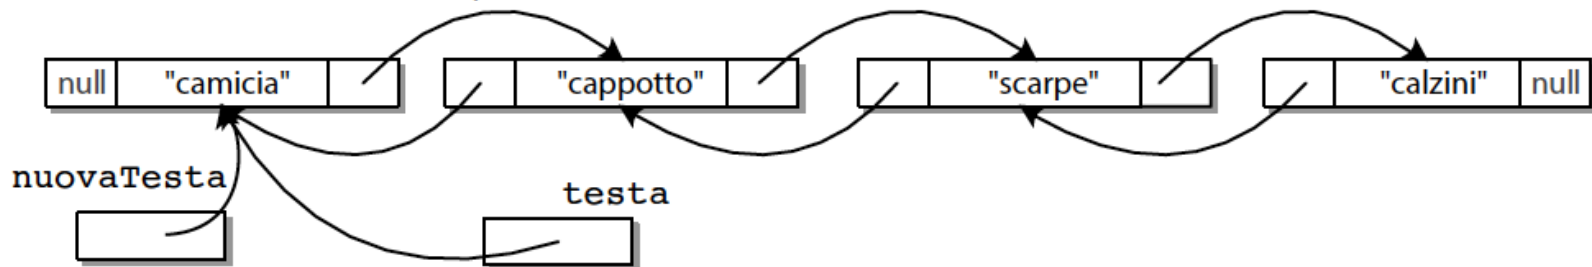 null "camicia" "cappotto" "scarpe" "calzini" null
nuovaTesta
testa